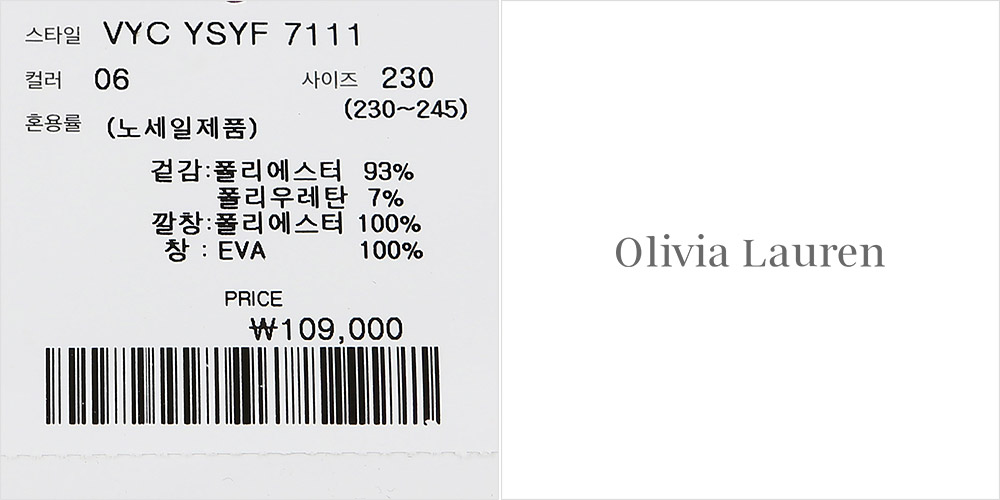 스타일 VYC YSYF 7111
컬러 06 사이즈 230
(230~245)
혼용률 (노세일제품)
겉감:폴리에스터 93%
폴리우레탄 7%
깔창:폴리에스터 100%
창 : EVA 100%
PRICE
₩109,000
Olivia Lauren